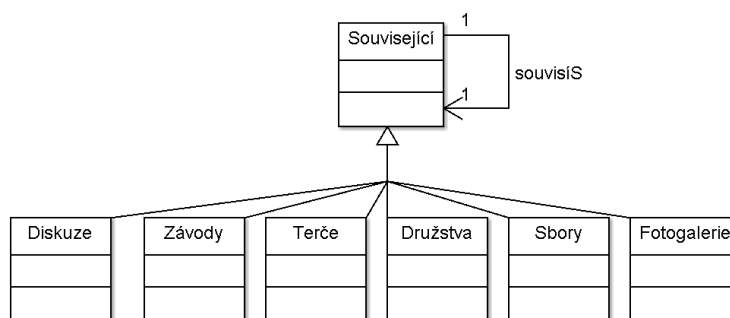 Související
1
souvisíS
1
Diskuze
Závody
Terče
Družstva
Sbory
Fotogalerie